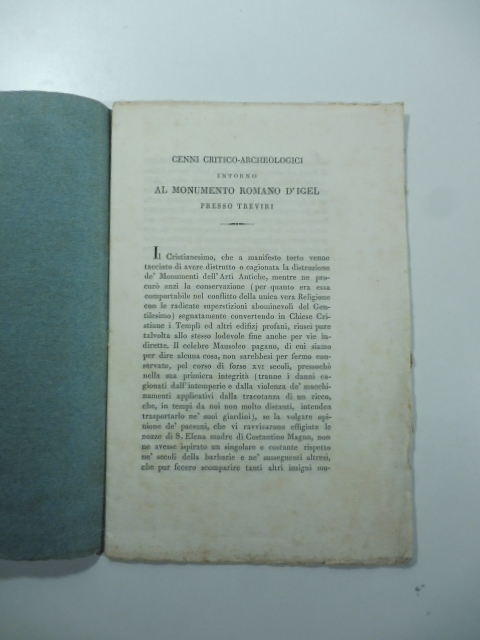 CENNI CRITICO-ARCHEOLOGICI
INTORNO
AL MONUMENTO ROMANO D'IGEL
PRESSO TREVIRI
Il Cristianesimo, che a manifesto torto venne
tacciato di avere distrutto o cagionata la distruzione
de' Monumenti dell'Arti Antiche, mentre ne pro-
curò anzi la conservazione (per quanto era essa
comportabile nel conflitto della unica vera Religione
con le radicate superstizioni abominevoli del Gen-
tilesimo) segnatamente convertendo in Chiese Cri-
stiane i Templi ed altri edifizj profani, riuscì pure
talvolta allo stesso lodevole fine anche per vie in-
dirette. Il celebre Mausoleo pagano, di cui siamo
per dire alcuna cosa, non sarebbesi per fermo con-
servato, pel corso di forse XVI secoli, pressochè
nella sua primiera integrità (tranne i danni ca-
gionati dall'intemperie e dalla violenza de' macchi-
namenti applicativi dalla tracotanza di un ricco,
che, in tempi da noi non molto distanti, intendea
trasportarlo ne' suoi giardini), se la volgare opi-
nione de' paesani, che vi ravvisarono effigiate le
nozze di S. Elena madre di Costantino Magno, non
ne avesse ispirato un singolare e costante rispetto
ne' secoli della barbarie e ne' susseguenti altresì,
che pur fecero scomparire tanti altri insigni mo-